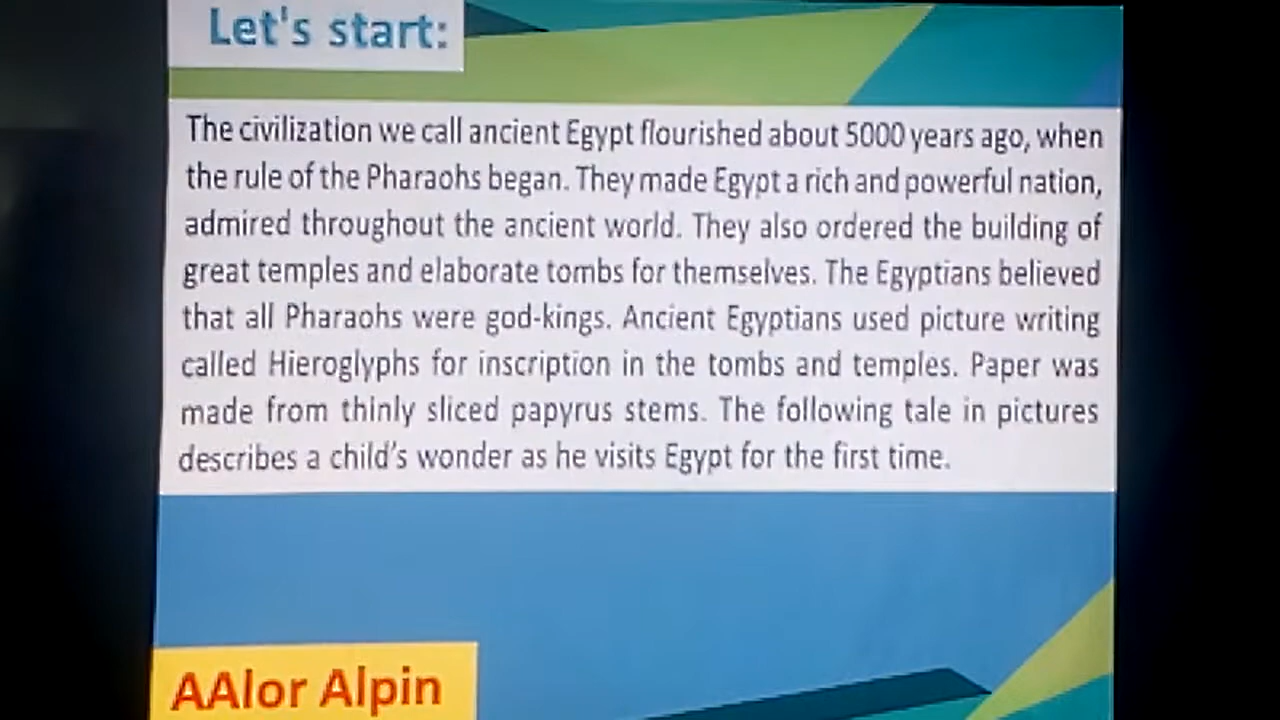 Let's start:
The civilization we call ancient Egypt flourished about 5000 years ago, when
the rule of the Pharaohs began. They made Egypt a rich and powerful nation,
admired throughout the ancient world. They also ordered the building of
great temples and elaborate tombs for themselves. The Egyptians believed
that all Pharaohs were god-kings. Ancient Egyptians used picture writing
called Hieroglyphs for inscription in the tombs and temples. Paper was
made from thinly sliced papyrus stems. The following tale in pictures
describes a child's wonder as he visits Egypt for the first time.
AAlor Alpin